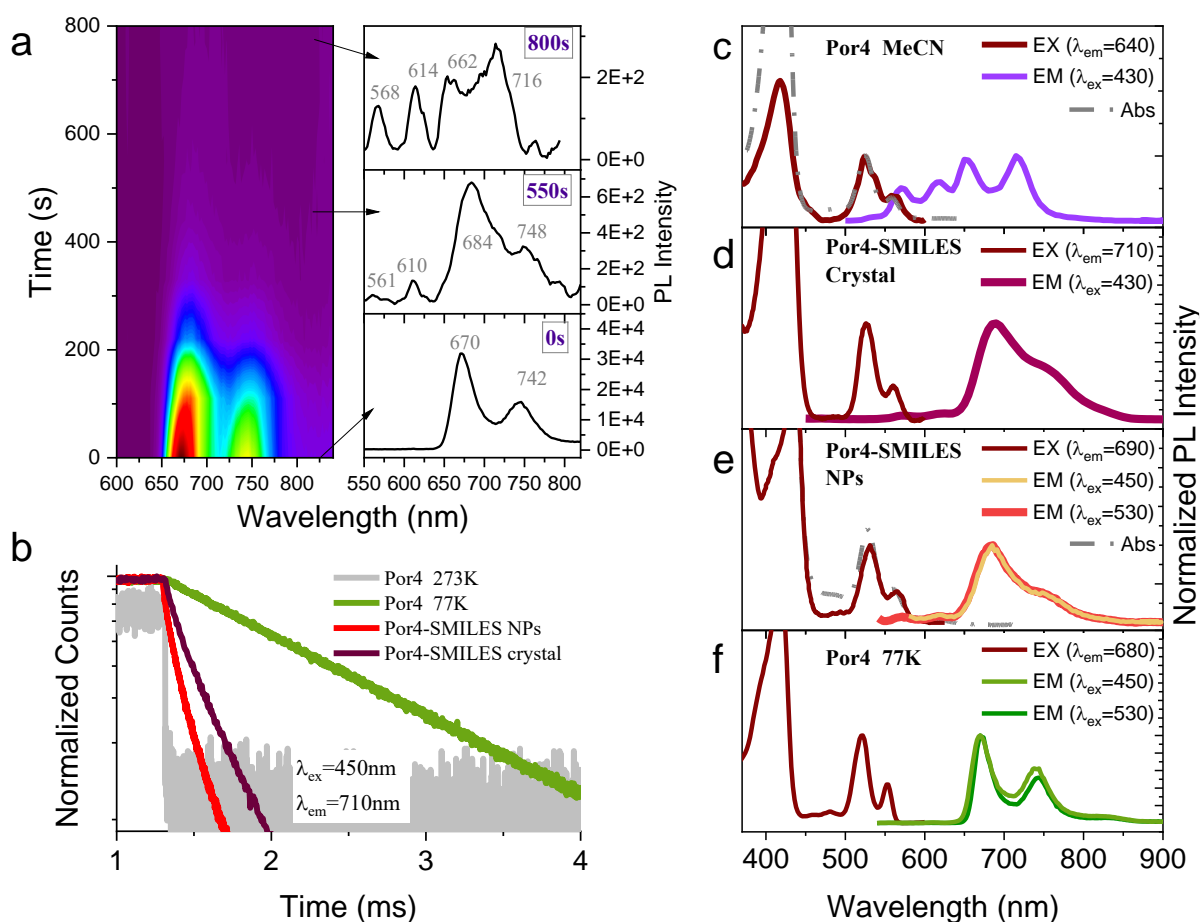 a
800
600
400
200
0
Time (s)
600 650 700 750 800
800s
568 614 662 716
2E+2
0E+0
550s
561 610 684 748
6E+2
4E+2
2E+2
0E+0
0s
670 742
4E+4
3E+4
2E+4
1E+4
0E+0
550 600 650 700 750 800
PL Intensity
Wavelength (nm)
b
Normalized Counts
Por4 273K
Por4 77K
Por4-SMILES NPs
Por4-SMILES crystal
λex=450nm
λem=710nm
1 2 3 4
Time (ms)
c
Por4 MeCN
EX (λem=640)
EM (λex=430)
Abs
d
Por4-SMILES
Crystal
EX (λem=710)
EM (λex=430)
e
Por4-SMILES
NPs
EX (λem=690)
EM (λex=450)
EM (λex=530)
Abs
f
Por4 77K
EX (λem=680)
EM (λex=450)
EM (λex=530)
400 500 600 700 800 900
Wavelength (nm)
Normalized PL Intensity